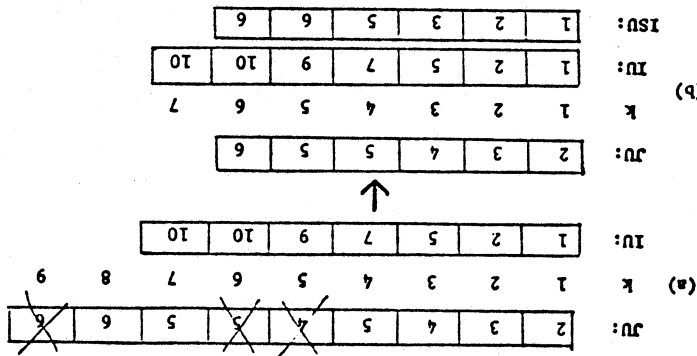 JU: 2 3 4 5 4 5 5 6 6
(a) k 1 2 3 4 5 6 7 8 9
IU: 1 2 5 7 9 10 10
↓
JU: 2 3 4 5 5 6
k 1 2 3 4 5 6 7
(b)
IU: 1 2 5 7 9 10 10
ISU: 1 2 3 5 6 6